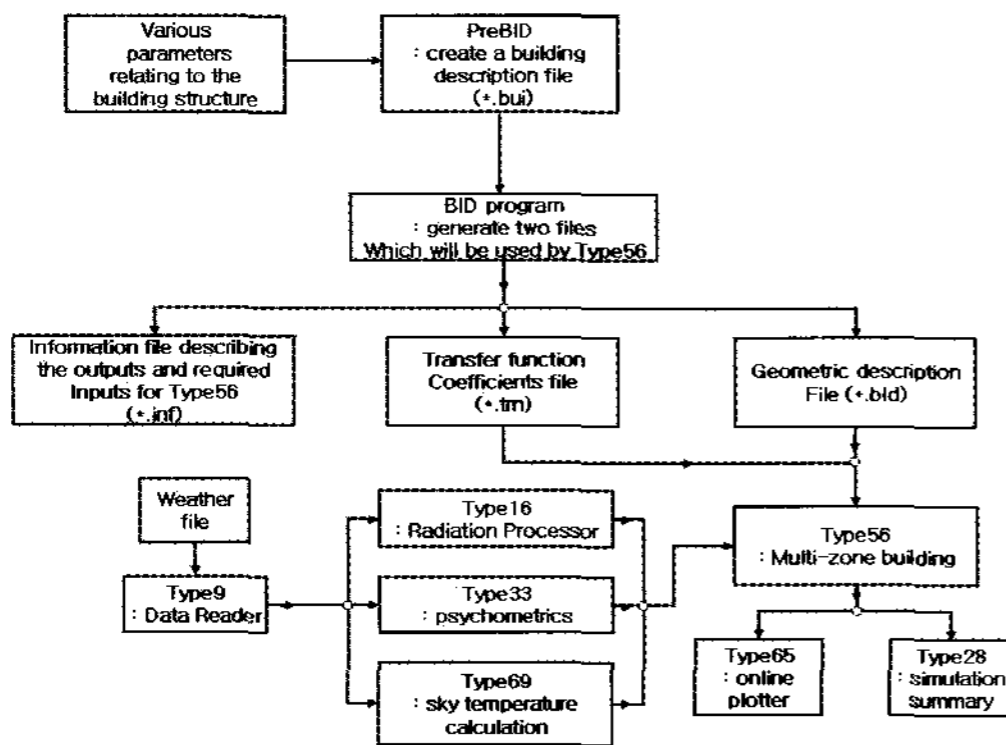 Various
parameters
relating to the
building structure
PreBID
: create a building
description file
(*.bui)
BID program
: generate two files
Which will be used by Type56
Information file describing
the outputs and required
Inputs for Type56
(*.inf)
Transfer function
Coefficients file
(*.trn)
Geometric description
File (*.bld)
Weather
file
Type9
: Data Reader
Type16
: Radiation Processor
Type33
: psychometrics
Type69
: sky temperature
calculation
Type56
: Multi-zone building
Type65
: online
plotter
Type28
: simulation
summary